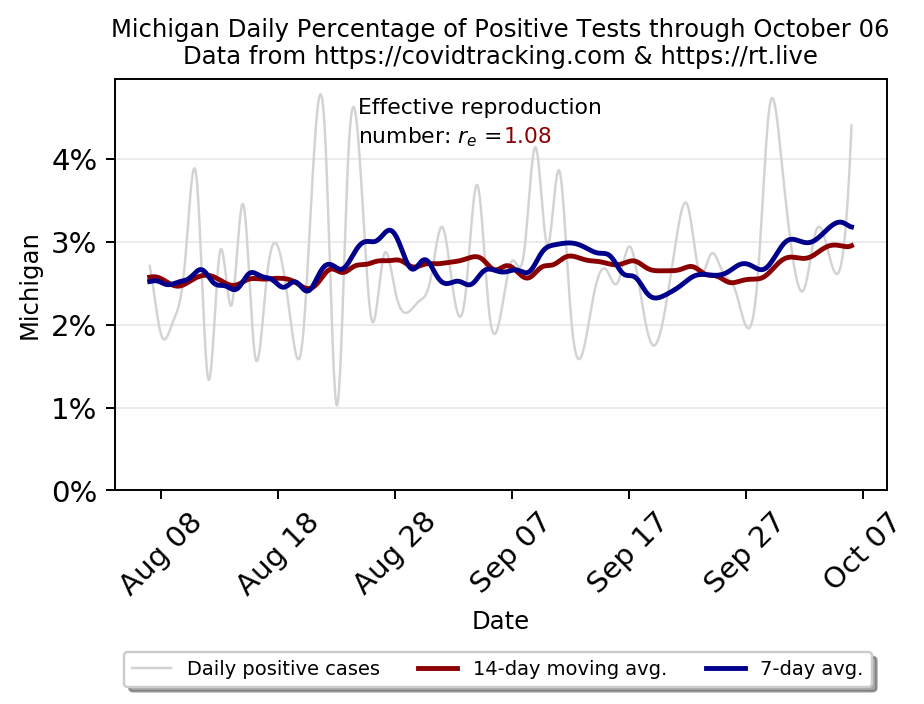 Michigan Daily Percentage of Positive Tests through October 06
Data from https://covidtracking.com & https://rt.live
Effective reproduction
number: rₑ =1.08
4%
3%
2%
1%
0%
Michigan
Aug 08
Aug 18
Aug 28
Sep 07
Sep 17
Sep 27
Oct 07
Date
Daily positive cases
14-day moving avg.
7-day avg.